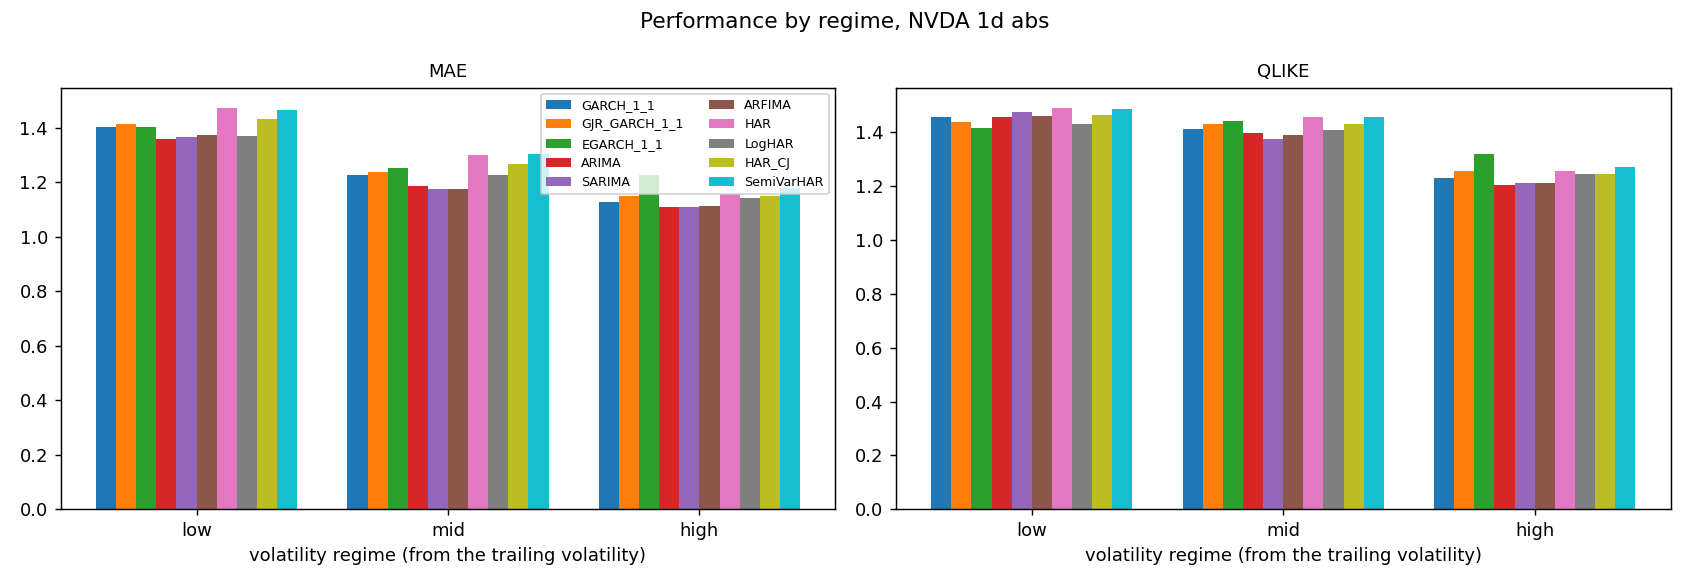 Performance by regime, NVDA 1d abs
MAE
GARCH_1_1
GJR_GARCH_1_1
EGARCH_1_1
ARIMA
SARIMA
ARFIMA
HAR
LogHAR
HAR_CJ
SemiVarHAR
1.4
1.2
1.0
0.8
0.6
0.4
0.2
0.0
low mid high
volatility regime (from the trailing volatility)
QLIKE
1.4
1.2
1.0
0.8
0.6
0.4
0.2
0.0
low mid high
volatility regime (from the trailing volatility)